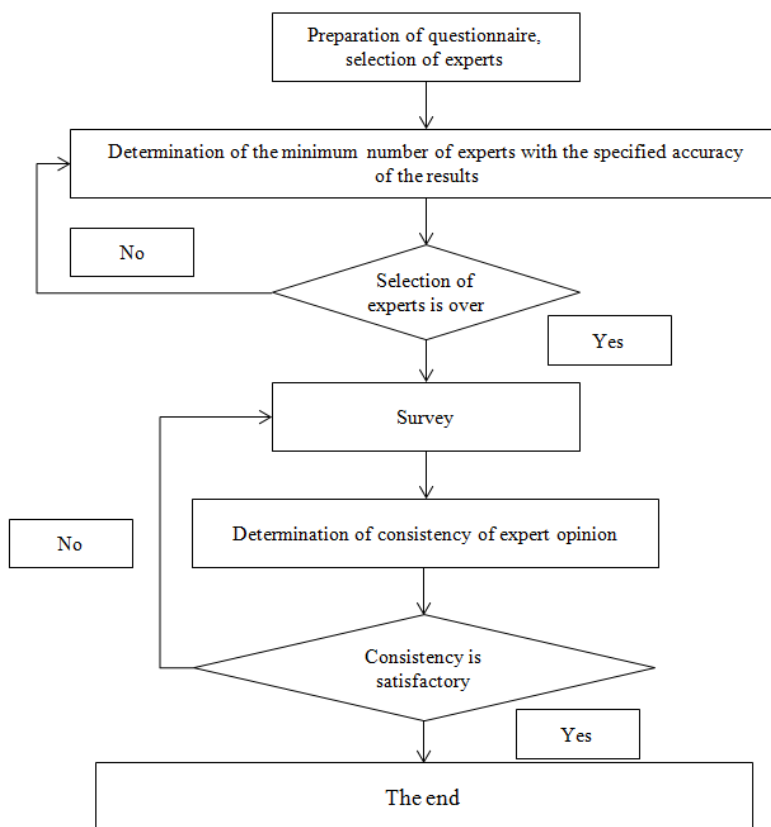 Preparation of questionnaire,
selection of experts
Determination of the minimum number of experts with the specified accuracy
of the results
No
Selection of
experts is over
Yes
Survey
No
Determination of consistency of expert opinion
Consistency is
satisfactory
Yes
The end